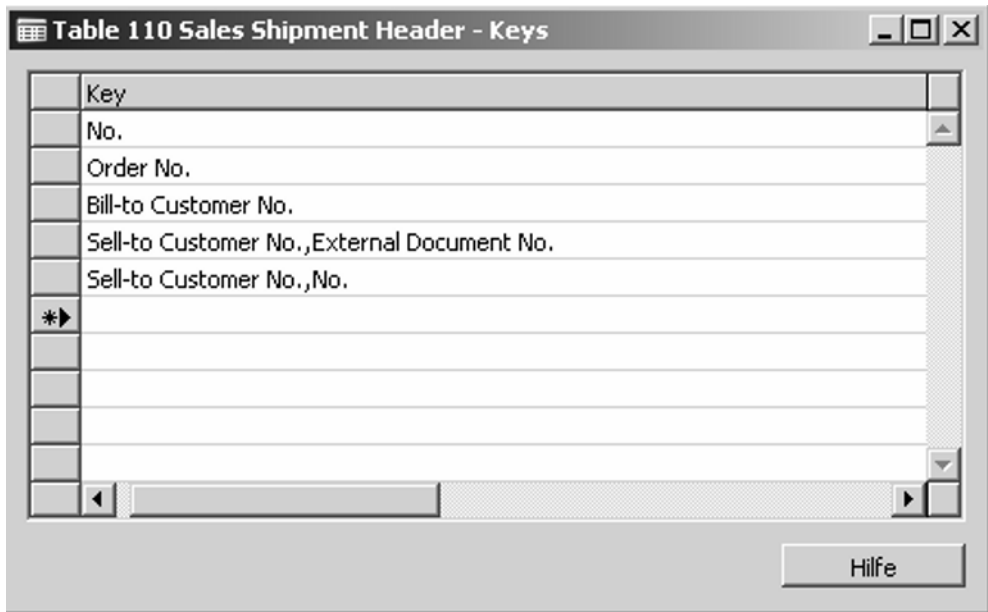 Table 110 Sales Shipment Header - Keys
Key
No.
Order No.
Bill-to Customer No.
Sell-to Customer No.,External Document No.
Sell-to Customer No.,No.
Hilfe